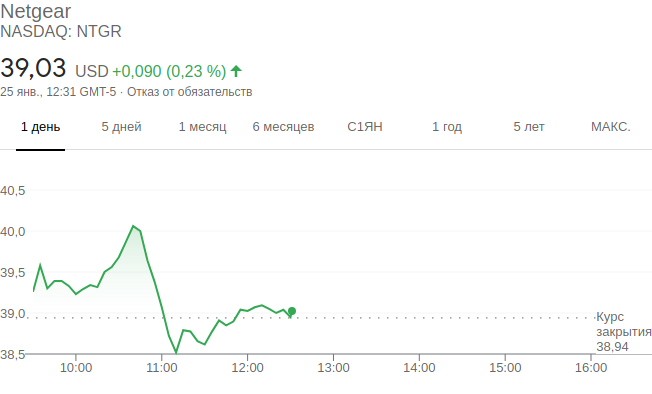 Netgear
NASDAQ: NTGR
39,03 USD +0,090 (0,23 %)
25 янв., 12:31 GMT-5 · Отказ от обязательств
1 день 5 дней 1 месяц 6 месяцев С1ЯН 1 год 5 лет МАКС.
40,5
40,0
39,5
39,0
Курс
закрытия
38,94
38,5
10:00 11:00 12:00 13:00 14:00 15:00 16:00